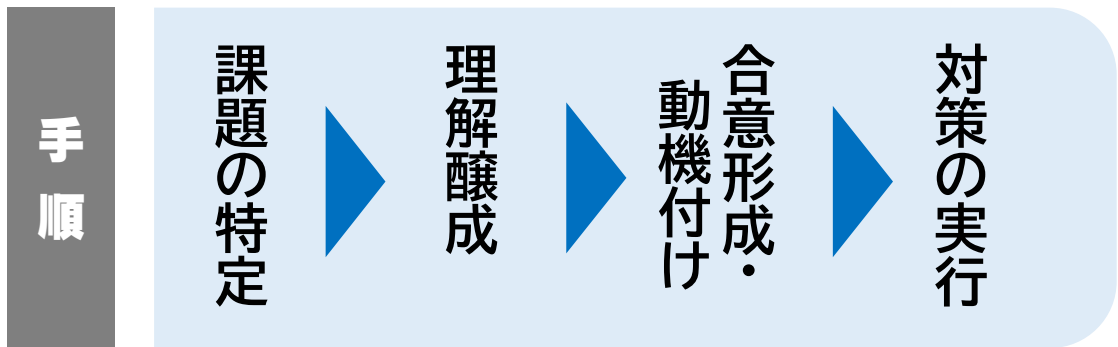 手順
課題の特定
理解醸成
合意形成・
動機付け
対策の実行